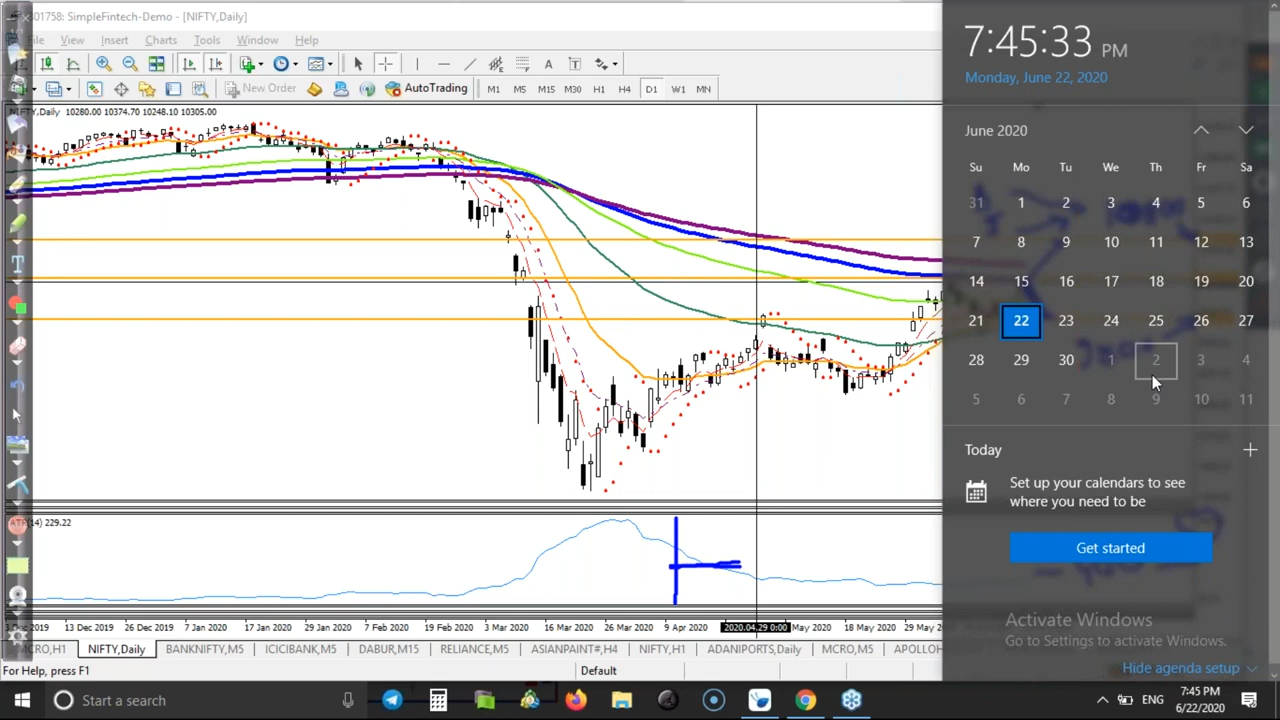 301758: SimpleFintech-Demo - [NIFTY,Daily]
File View Insert Charts Tools Window Help
New Order AutoTrading M1 M5 M15 M30 H1 H4 D1 W1 MN
NIFTY,Daily 10280.00 10374.70 10248.10 10305.00
ATR(14) 229.22
Dec 2019 13 Dec 2019 26 Dec 2019 7 Jan 2020 17 Jan 2020 29 Jan 2020 7 Feb 2020 19 Feb 2020 3 Mar 2020 16 Mar 2020 26 Mar 2020 9 Apr 2020 2020.04.29 0:00 May 2020 18 May 2020 29 May 2020
MCRO,H1 NIFTY,Daily BANKNIFTY,M5 ICICIBANK,M5 DABUR,M15 RELIANCE,M5 ASIANPAINT#,H4 NIFTY,H1 ADANIPORTS,Daily MCRO,M5 APOLLOH
For Help, press F1 Default
7:45:33 PM
Monday, June 22, 2020
June 2020
Su Mo Tu We Th Fr Sa
31 1 2 3 4 5 6
7 8 9 10 11 12 13
14 15 16 17 18 19 20
21 22 23 24 25 26 27
28 29 30 1 2 3 4
5 6 7 8 9 10 11
Today
Set up your calendars to see
where you need to be
Get started
Activate Windows
Go to Settings to activate Windows.
Hide agenda setup
Start a search ENG 7:45 PM
6/22/2020